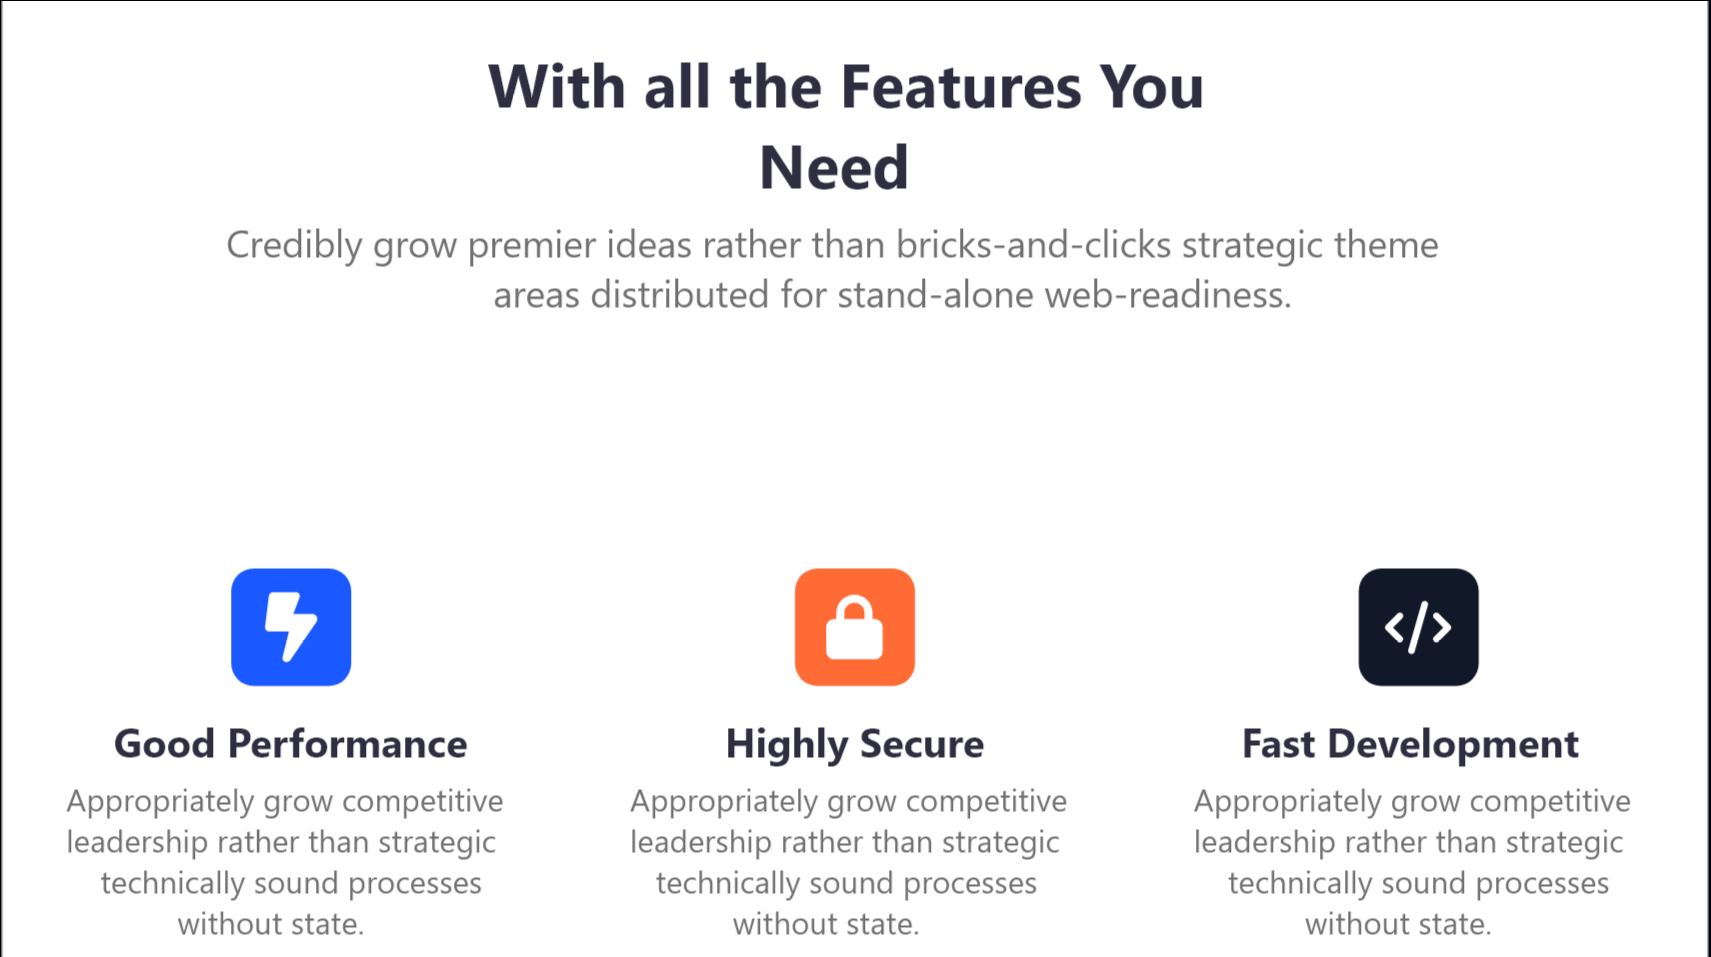 With all the Features You
Need
Credibly grow premier ideas rather than bricks-and-clicks strategic theme
areas distributed for stand-alone web-readiness.
Good Performance
Appropriately grow competitive
leadership rather than strategic
technically sound processes
without state.
Highly Secure
Appropriately grow competitive
leadership rather than strategic
technically sound processes
without state.
Fast Development
Appropriately grow competitive
leadership rather than strategic
technically sound processes
without state.